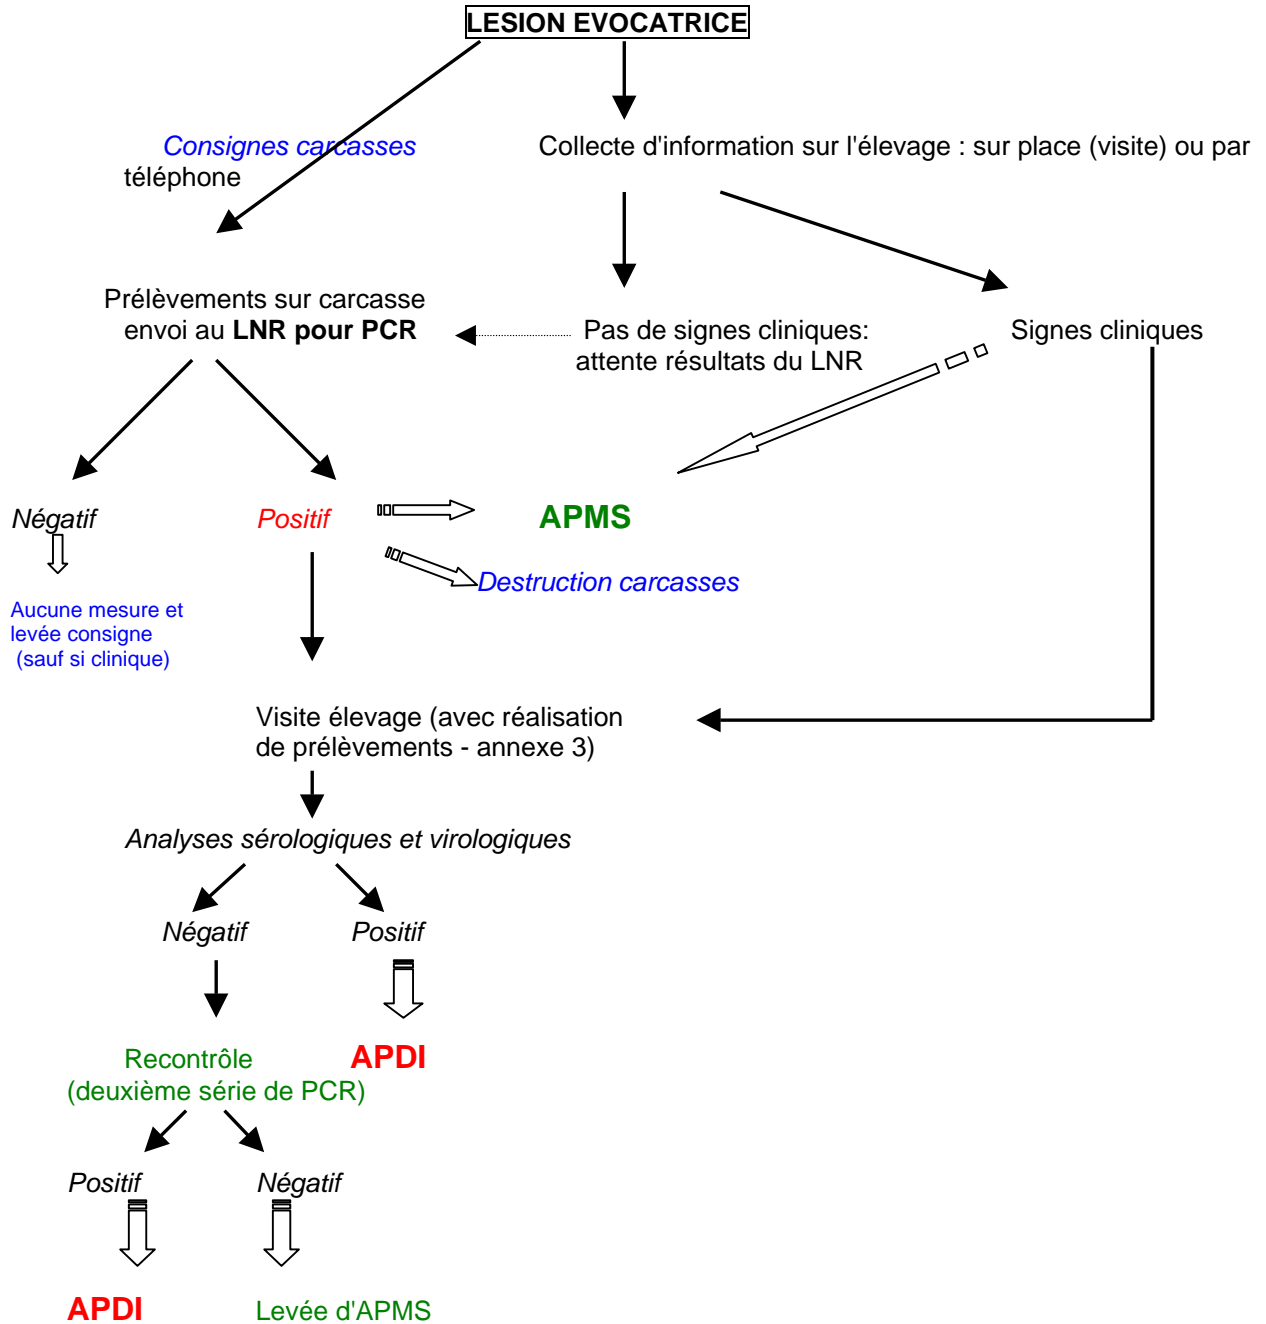 LESION EVOCATRICE
Consignes carcasses
Collecte d'information sur l'élevage : sur place (visite) ou par
téléphone
Prélèvements sur carcasse
envoi au LNR pour PCR
Pas de signes cliniques:
attente résultats du LNR
Signes cliniques
Négatif
Positif
APMS
Destruction carcasses
Aucune mesure et
levée consigne
(sauf si clinique)
Visite élevage (avec réalisation
de prélèvements - annexe 3)
Analyses sérologiques et virologiques
Négatif
Positif
Recontrôle
(deuxième série de PCR)
APDI
Positif
Négatif
APDI
Levée d'APMS